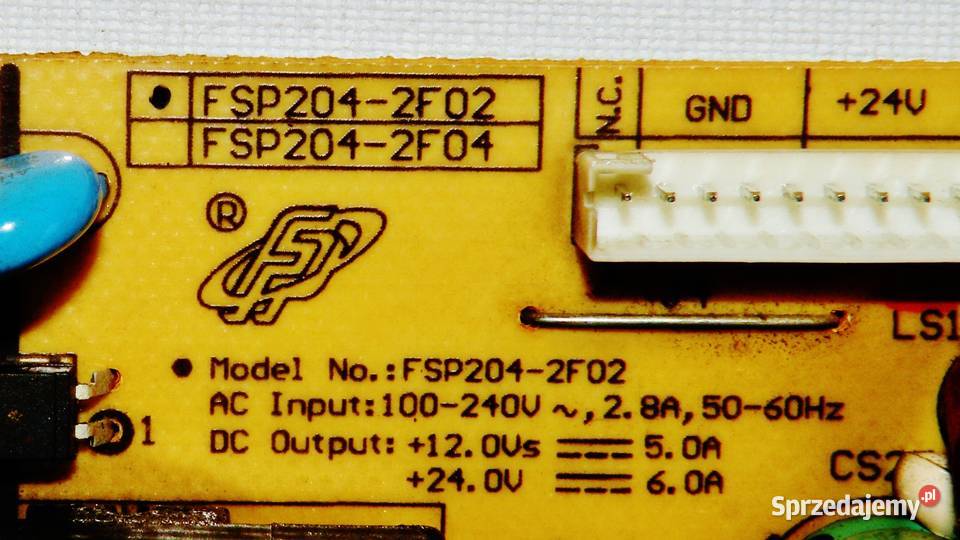 FSP204-2F02
FSP204-2F04
N.C.
GND
+24V
®
FSP
LS1
Model No.:FSP204-2F02
AC Input:100-240V ~,2.8A,50-60Hz
DC Output: +12.0Vs ⎓ 5.0A
+24.0V ⎓ 6.0A
1
CS2
Sprzedajemy.pl